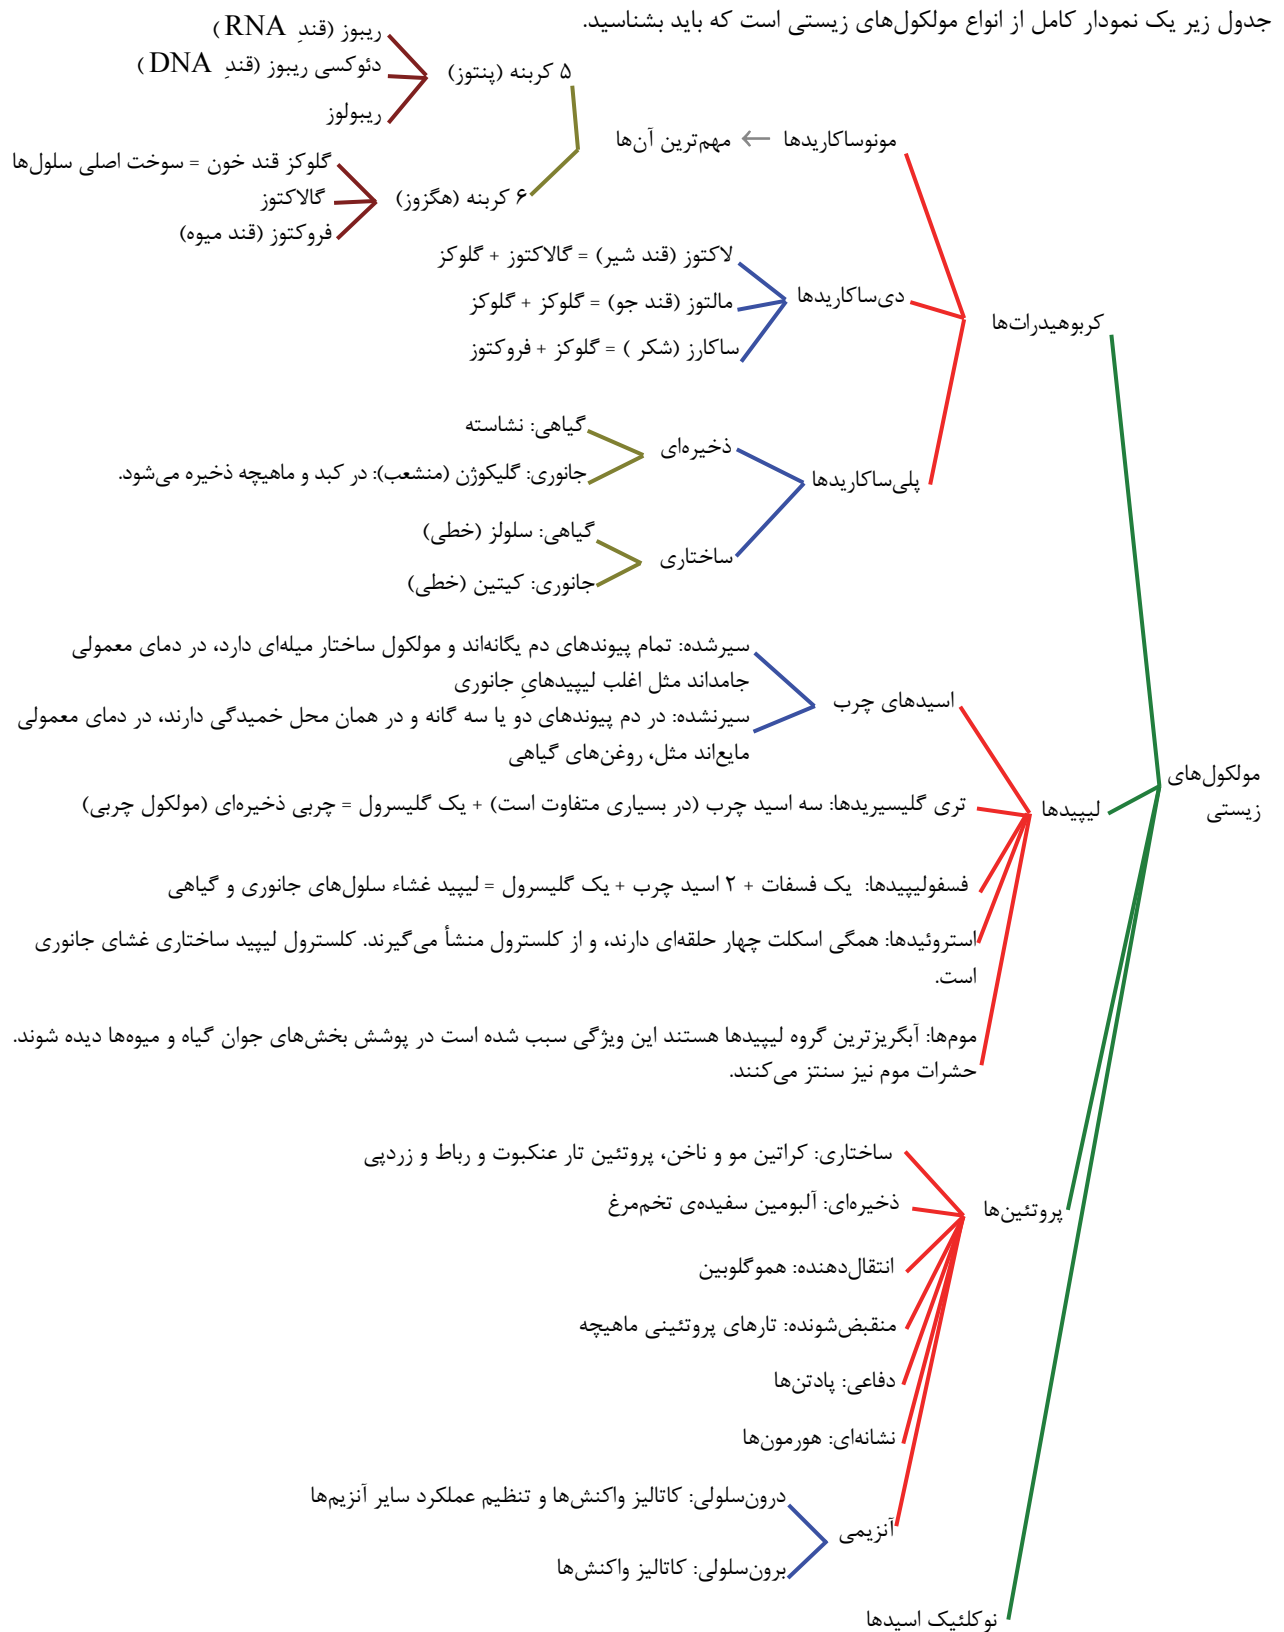 جدول زیر یک نمودار کامل از انواع مولکول‌های زیستی است که باید بشناسید.
مولکول‌های
زیستی
کربوهیدرات‌ها
مونوساکاریدها ← مهم‌ترین آن‌ها
۵ کربنه (پنتوز)
ریبوز (قندِ RNA)
دئوکسی ریبوز (قندِ DNA)
ریبولوز
۶ کربنه (هگزوز)
گلوکز قند خون = سوخت اصلی سلول‌ها
گالاکتوز
فروکتوز (قند میوه)
دی‌ساکاریدها
لاکتوز (قند شیر) = گالاکتوز + گلوکز
مالتوز (قند جو) = گلوکز + گلوکز
ساکارز (شکر ) = گلوکز + فروکتوز
پلی‌ساکاریدها
ذخیره‌ای
گیاهی: نشاسته
جانوری: گلیکوژن (منشعب): در کبد و ماهیچه ذخیره می‌شود.
ساختاری
گیاهی: سلولز (خطی)
جانوری: کیتین (خطی)
لیپیدها
اسیدهای چرب
سیرشده: تمام پیوندهای دم یگانه‌اند و مولکول ساختار میله‌ای دارد، در دمای معمولی
جامداند مثل اغلب لیپیدهایِ جانوری
سیرنشده: در دم پیوندهای دو یا سه گانه و در همان محل خمیدگی دارند، در دمای معمولی
مایع‌اند مثل، روغن‌های گیاهی
تری گلیسیریدها: سه اسید چرب (در بسیاری متفاوت است) + یک گلیسرول = چربی ذخیره‌ای (مولکول چربی)
فسفولیپیدها: یک فسفات + ۲ اسید چرب + یک گلیسرول = لیپید غشاء سلول‌های جانوری و گیاهی
استروئیدها: همگی اسکلت چهار حلقه‌ای دارند، و از کلسترول منشأ می‌گیرند. کلسترول لیپید ساختاری غشای جانوری
است.
موم‌ها: آبگریزترین گروه لیپیدها هستند این ویژگی سبب شده است در پوشش بخش‌های جوان گیاه و میوه‌ها دیده شوند.
حشرات موم نیز سنتز می‌کنند.
پروتئین‌ها
ساختاری: کراتین مو و ناخن، پروتئین تار عنکبوت و رباط و زردپی
ذخیره‌ای: آلبومین سفیده‌ی تخم‌مرغ
انتقال‌دهنده: هموگلوبین
منقبض‌شونده: تارهای پروتئینی ماهیچه
دفاعی: پادتن‌ها
نشانه‌ای: هورمون‌ها
آنزیمی
درون‌سلولی: کاتالیز واکنش‌ها و تنظیم عملکرد سایر آنزیم‌ها
برون‌سلولی: کاتالیز واکنش‌ها
نوکلئیک اسیدها